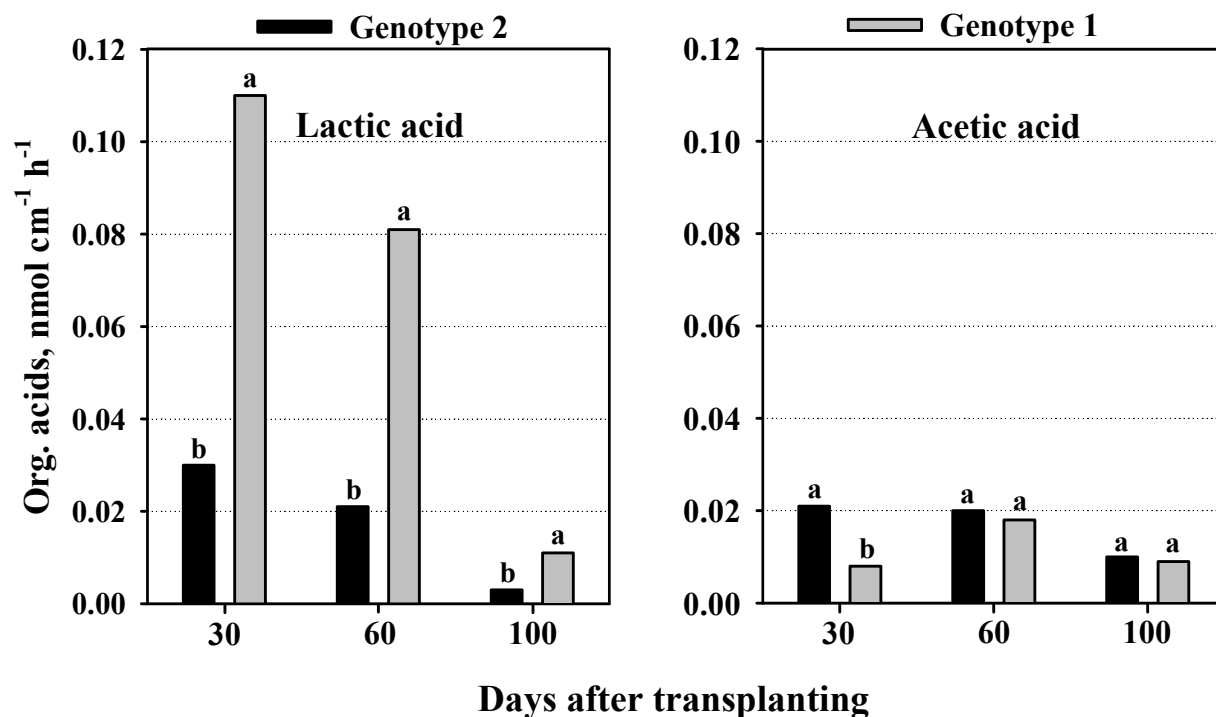 Genotype 2
Genotype 1
Org. acids, nmol cm-1 h-1
0.12
0.10
0.08
0.06
0.04
0.02
0.00
Lactic acid
a
a
b
b
b
a
30
60
100
0.12
0.10
0.08
0.06
0.04
0.02
0.00
Acetic acid
a
b
a
a
a
a
30
60
100
Days after transplanting